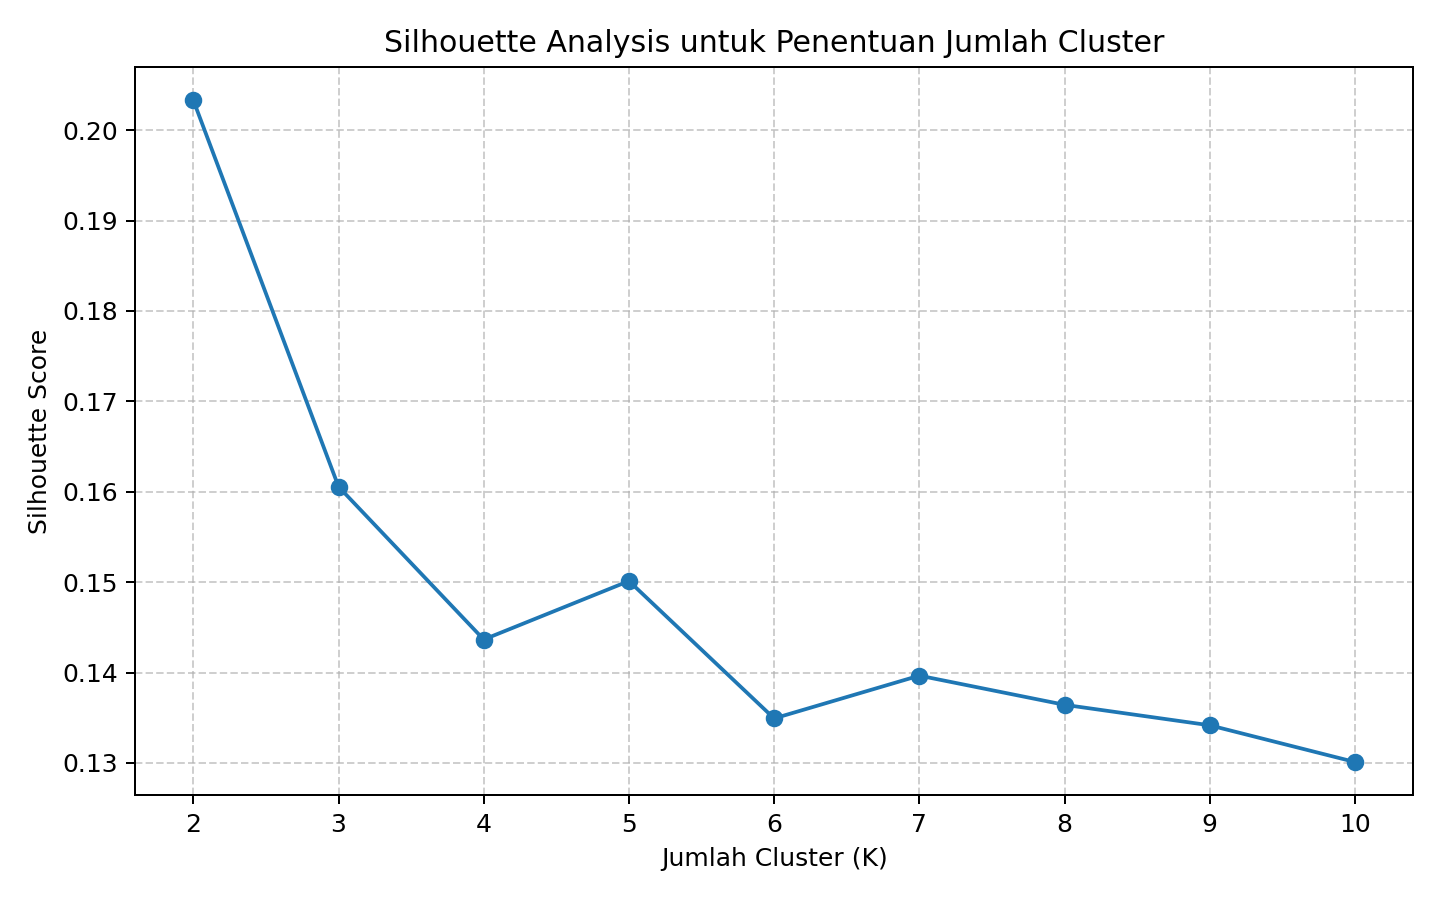 Silhouette Analysis untuk Penentuan Jumlah Cluster
Silhouette Score
0.20
0.19
0.18
0.17
0.16
0.15
0.14
0.13
2 3 4 5 6 7 8 9 10
Jumlah Cluster (K)